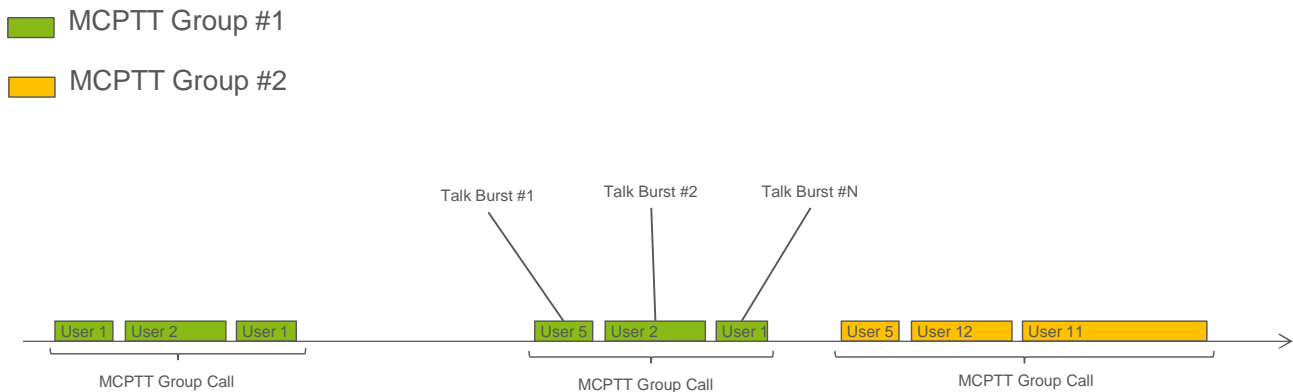 MCPTT Group #1
MCPTT Group #2
Talk Burst #1
Talk Burst #2
Talk Burst #N
User 1
User 2
User 1
User 5
User 2
User 1
User 5
User 12
User 11
MCPTT Group Call
MCPTT Group Call
MCPTT Group Call